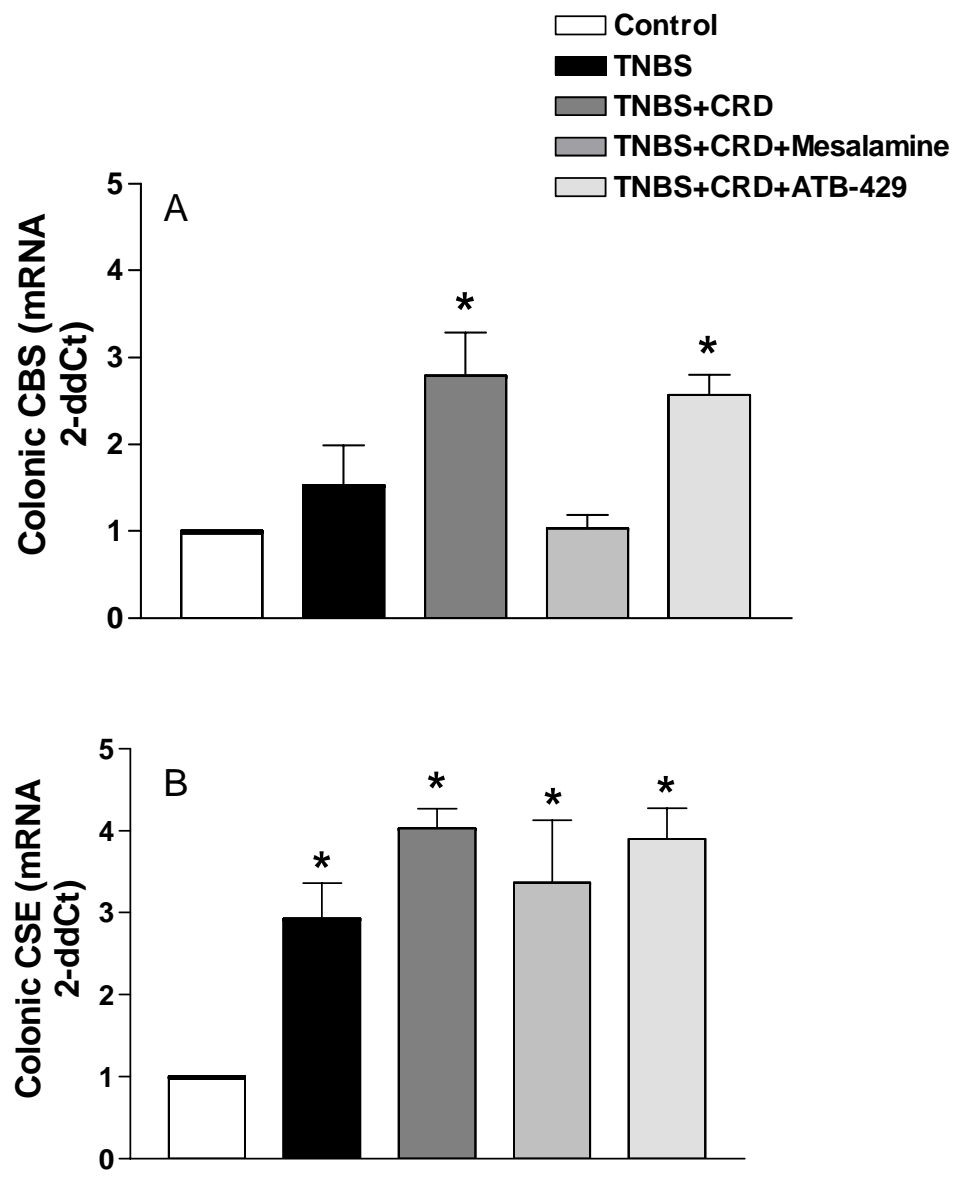 Control
TNBS
TNBS+CRD
TNBS+CRD+Mesalamine
TNBS+CRD+ATB-429
A
Colonic CBS (mRNA
2-ddCt)
5
4
3
2
1
0
*
*
B
Colonic CSE (mRNA
2-ddCt)
5
4
3
2
1
0
*
*
*
*